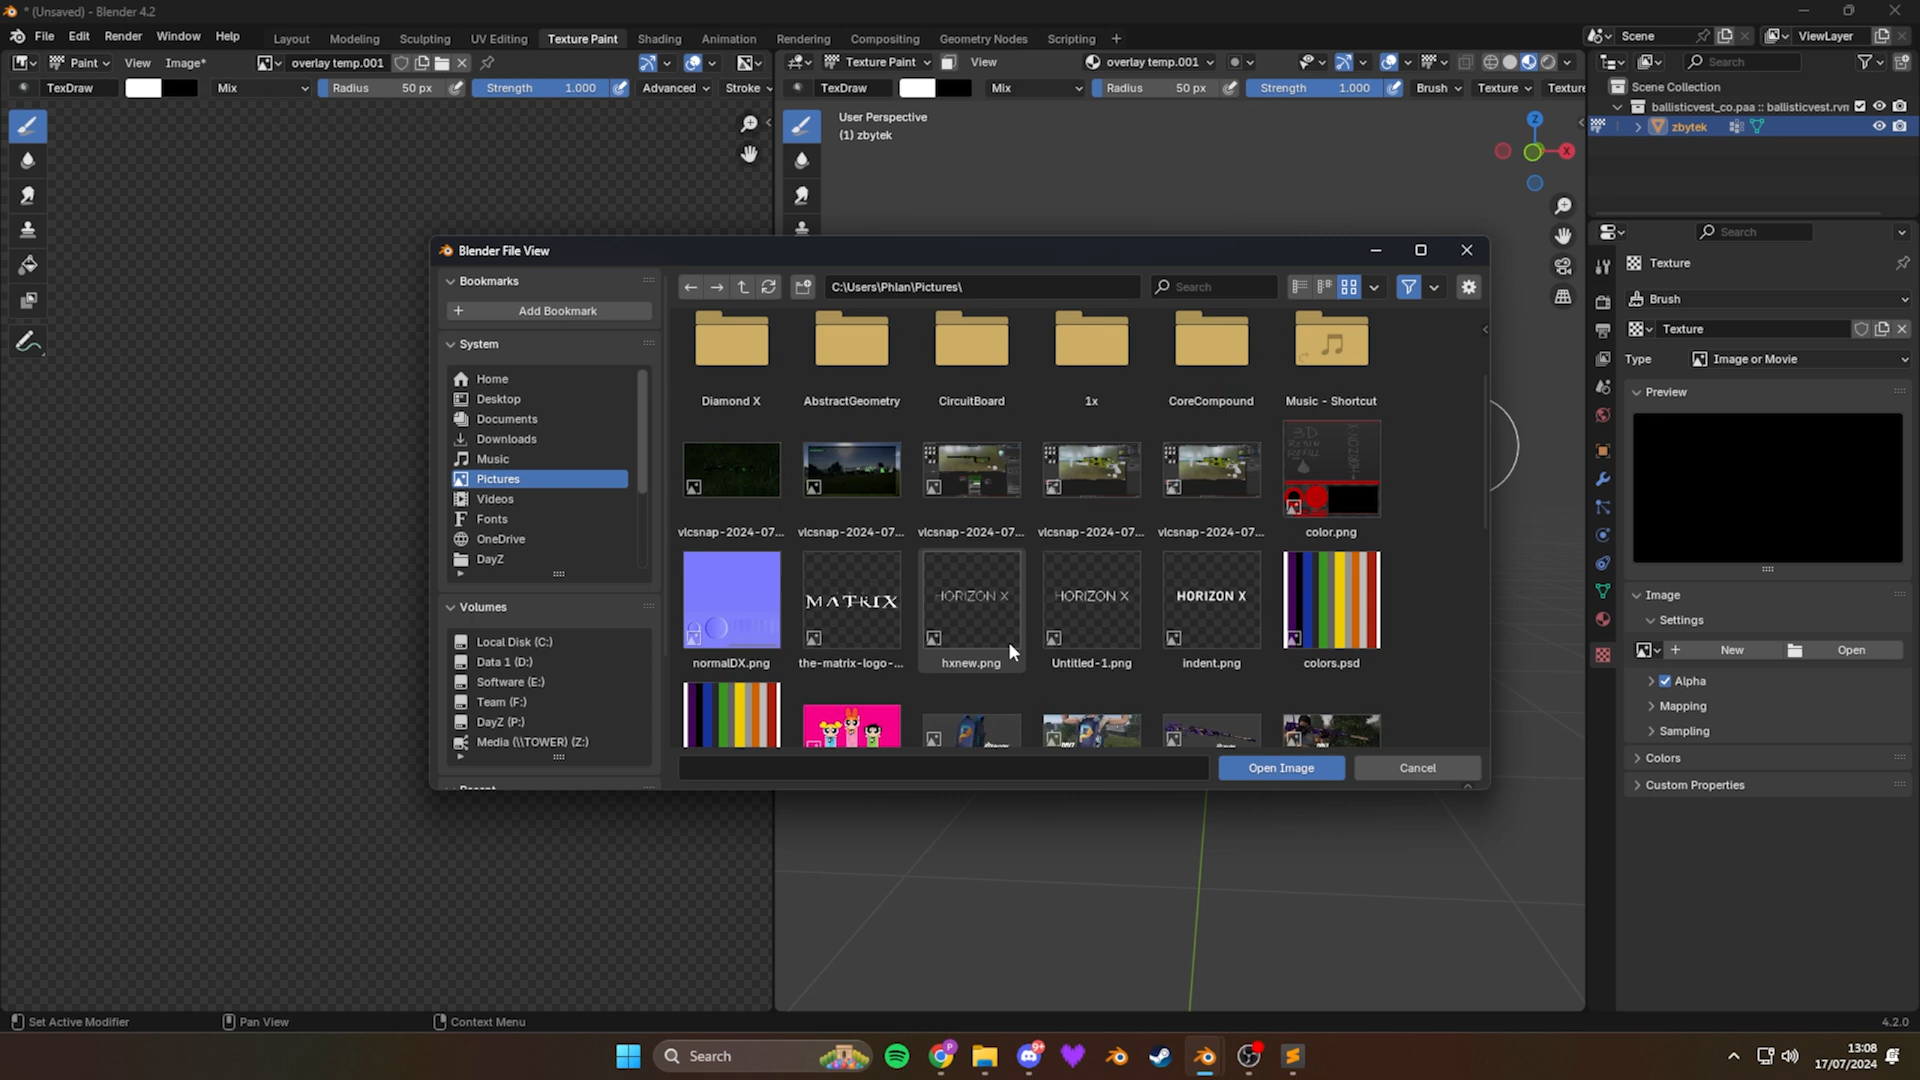 * (Unsaved) - Blender 4.2
File Edit Render Window Help
Layout Modeling Sculpting UV Editing Texture Paint Shading Animation Rendering Compositing Geometry Nodes Scripting +
Scene
ViewLayer
Paint View Image* overlay temp.001
Texture Paint View overlay temp.001
Search
TexDraw Mix Radius 50 px Strength 1.000 Advanced Stroke
TexDraw Mix Radius 50 px Strength 1.000 Brush Texture Texture
Scene Collection
ballisticvest_co.paa :: ballisticvest.rvm
zbytek
User Perspective
(1) zbytek
Z
X
Blender File View
Bookmarks
Add Bookmark
System
Home
Desktop
Documents
Downloads
Music
Pictures
Videos
Fonts
OneDrive
DayZ
Volumes
Local Disk (C:)
Data 1 (D:)
Software (E:)
Team (F:)
DayZ (P:)
Media (\\TOWER) (Z:)
C:\Users\Phlan\Pictures\
Search
Diamond X AbstractGeometry CircuitBoard 1x CoreCompound Music - Shortcut
3D
RESIN
REFILL
HORIZON-X
vlcsnap-2024-07... vlcsnap-2024-07... vlcsnap-2024-07... vlcsnap-2024-07... vlcsnap-2024-07... color.png
MATRIX HORIZON X HORIZON X HORIZON X
normalDX.png the-matrix-logo-... hxnew.png Untitled-1.png indent.png colors.psd
Open Image Cancel
Search
Texture
Brush
Texture
Type Image or Movie
Preview
Image
Settings
New Open
Alpha
Mapping
Sampling
Colors
Custom Properties
Set Active Modifier Pan View Context Menu 4.2.0
Search
P
9+
13:08
17/07/2024